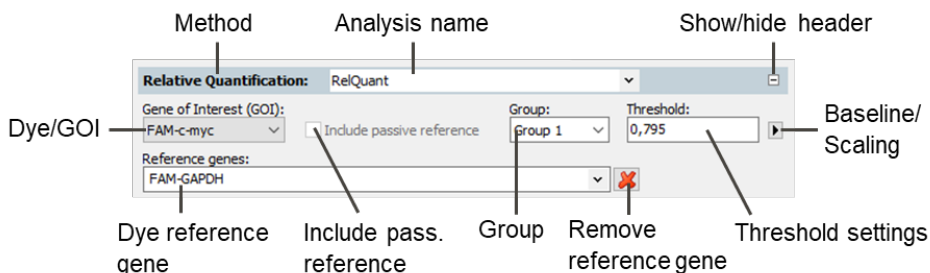 Method
Analysis name
Show/hide header
Relative Quantification:
RelQuant
Gene of Interest (GOI):
Group:
Threshold:
Dye/GOI
FAM-c-myc
Include passive reference
Group 1
0,795
Baseline/
Scaling
Reference genes:
FAM-GAPDH
Dye reference
gene
Include pass.
reference
Group
Remove
reference gene
Threshold settings